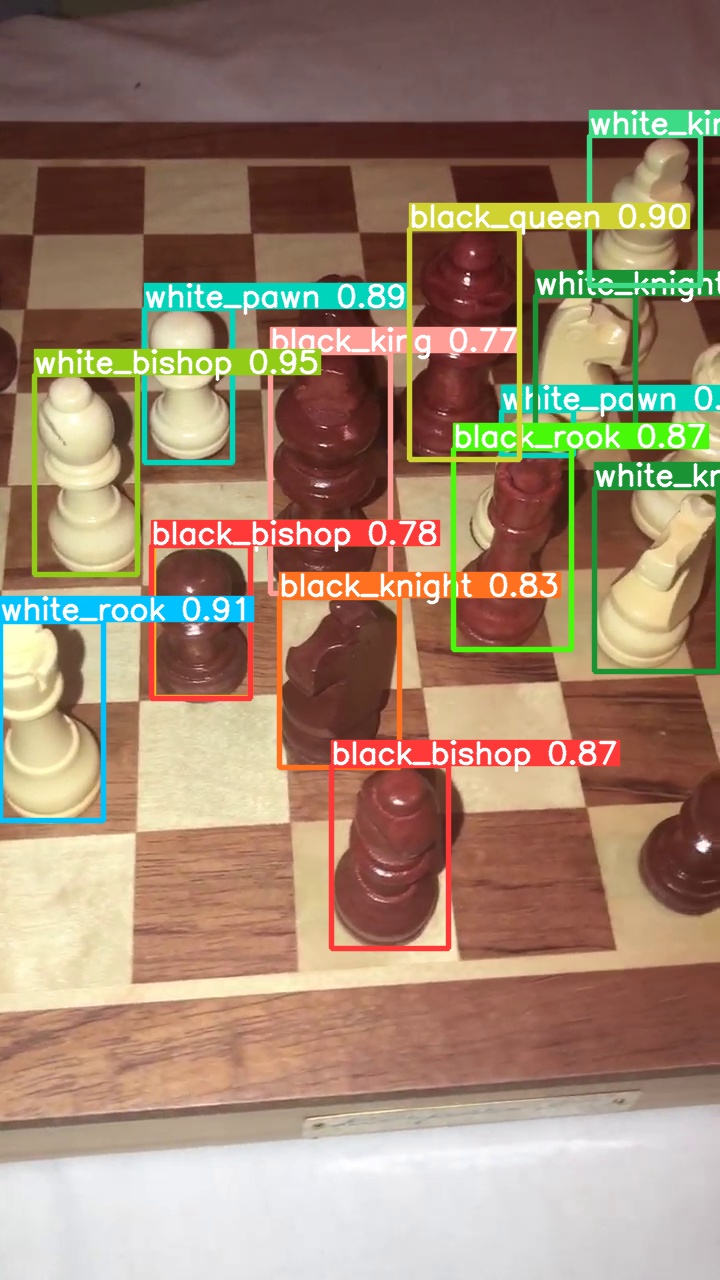 white_kin
black_queen 0.90
white_knight
white_pawn 0.89
black_king 0.77
white_bishop 0.95
white_pawn 0.
black_rook 0.87
white_kn
black_bishop 0.78
black_knight 0.83
white_rook 0.91
black_bishop 0.87